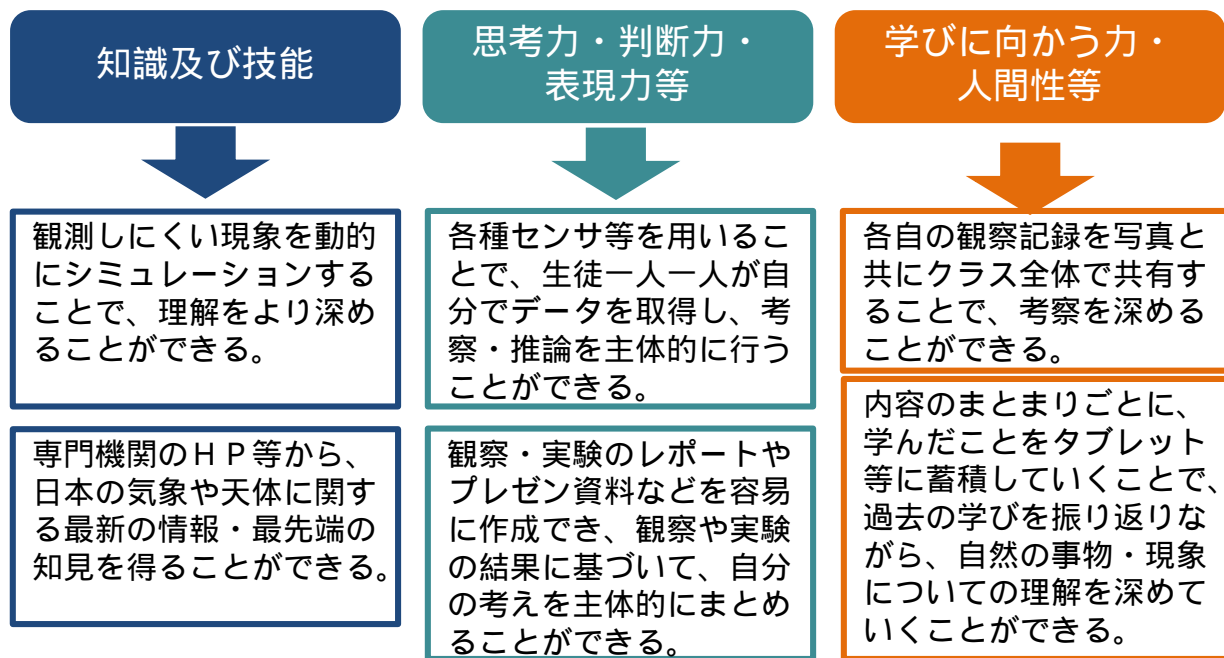 知識及び技能
観測しにくい現象を動的
にシミュレーションする
ことで、理解をより深め
ることができる。
専門機関のＨＰ等から、
日本の気象や天体に関す
る最新の情報・最先端の
知見を得ることができる。
思考力・判断力・
表現力等
各種センサ等を用いるこ
とで、生徒一人一人が自
分でデータを取得し、考
察・推論を主体的に行う
ことができる。
観察・実験のレポートや
プレゼン資料などを容易
に作成でき、観察や実験
の結果に基づいて、自分
の考えを主体的にまとめ
ることができる。
学びに向かう力・
人間性等
各自の観察記録を写真と
共にクラス全体で共有す
ることで、考察を深める
ことができる。
内容のまとまりごとに、
学んだことをタブレット
等に蓄積していくことで、
過去の学びを振り返りな
がら、自然の事物・現象
についての理解を深めて
いくことができる。